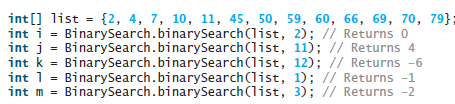 int[] list = {2, 4, 7, 10, 11, 45, 50, 59, 60, 66, 69, 70, 79};
int i = BinarySearch.binarySearch(list, 2); // Returns 0
int j = BinarySearch.binarySearch(list, 11); // Returns 4
int k = BinarySearch.binarySearch(list, 12); // Returns –6
int l = BinarySearch.binarySearch(list, 1); // Returns –1
int m = BinarySearch.binarySearch(list, 3); // Returns –2